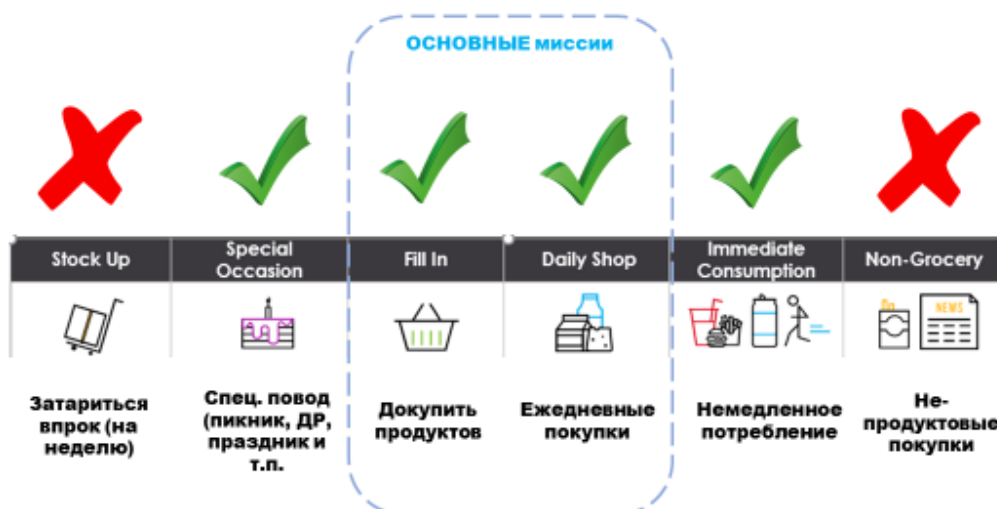 ОСНОВНЫЕ миссии
Stock Up
Special
Occasion
Fill In
Daily Shop
Immediate
Consumption
Non-Grocery
NEWS
Затариться
впрок (на
неделю)
Спец. повод
(пикник, ДР,
праздник и
т.п.
Докупить
продуктов
Ежедневные
покупки
Немедленное
потребление
Не-
продуктовые
покупки